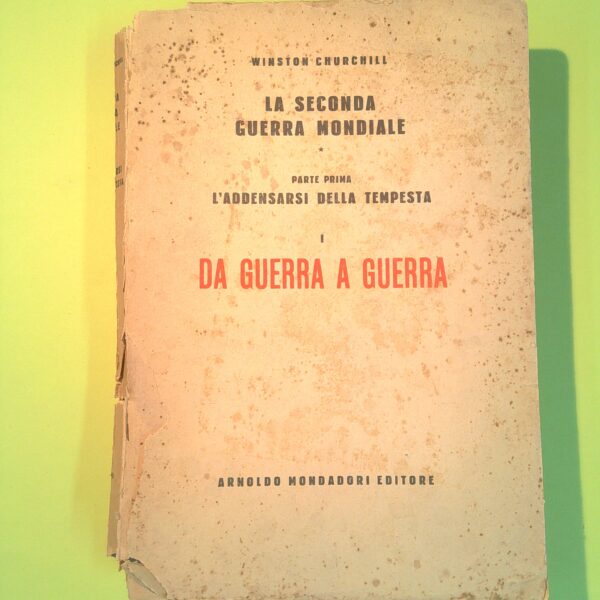 WINSTON CHURCHILL
LA SECONDA
GUERRA MONDIALE
*
PARTE PRIMA
L'ADDENSARSI DELLA TEMPESTA
I
DA GUERRA A GUERRA
ARNOLDO MONDADORI EDITORE